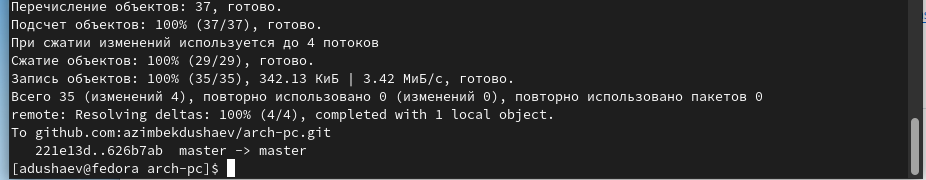 Перечисление объектов: 37, готово.
Подсчет объектов: 100% (37/37), готово.
При сжатии изменений используется до 4 потоков
Сжатие объектов: 100% (29/29), готово.
Запись объектов: 100% (35/35), 342.13 КиБ | 3.42 МиБ/с, готово.
Всего 35 (изменений 4), повторно использовано 0 (изменений 0), повторно использовано пакетов 0
remote: Resolving deltas: 100% (4/4), completed with 1 local object.
To github.com:azimbekdushaev/arch-pc.git
   221e13d..626b7ab  master -> master
[adushaev@fedora arch-pc]$